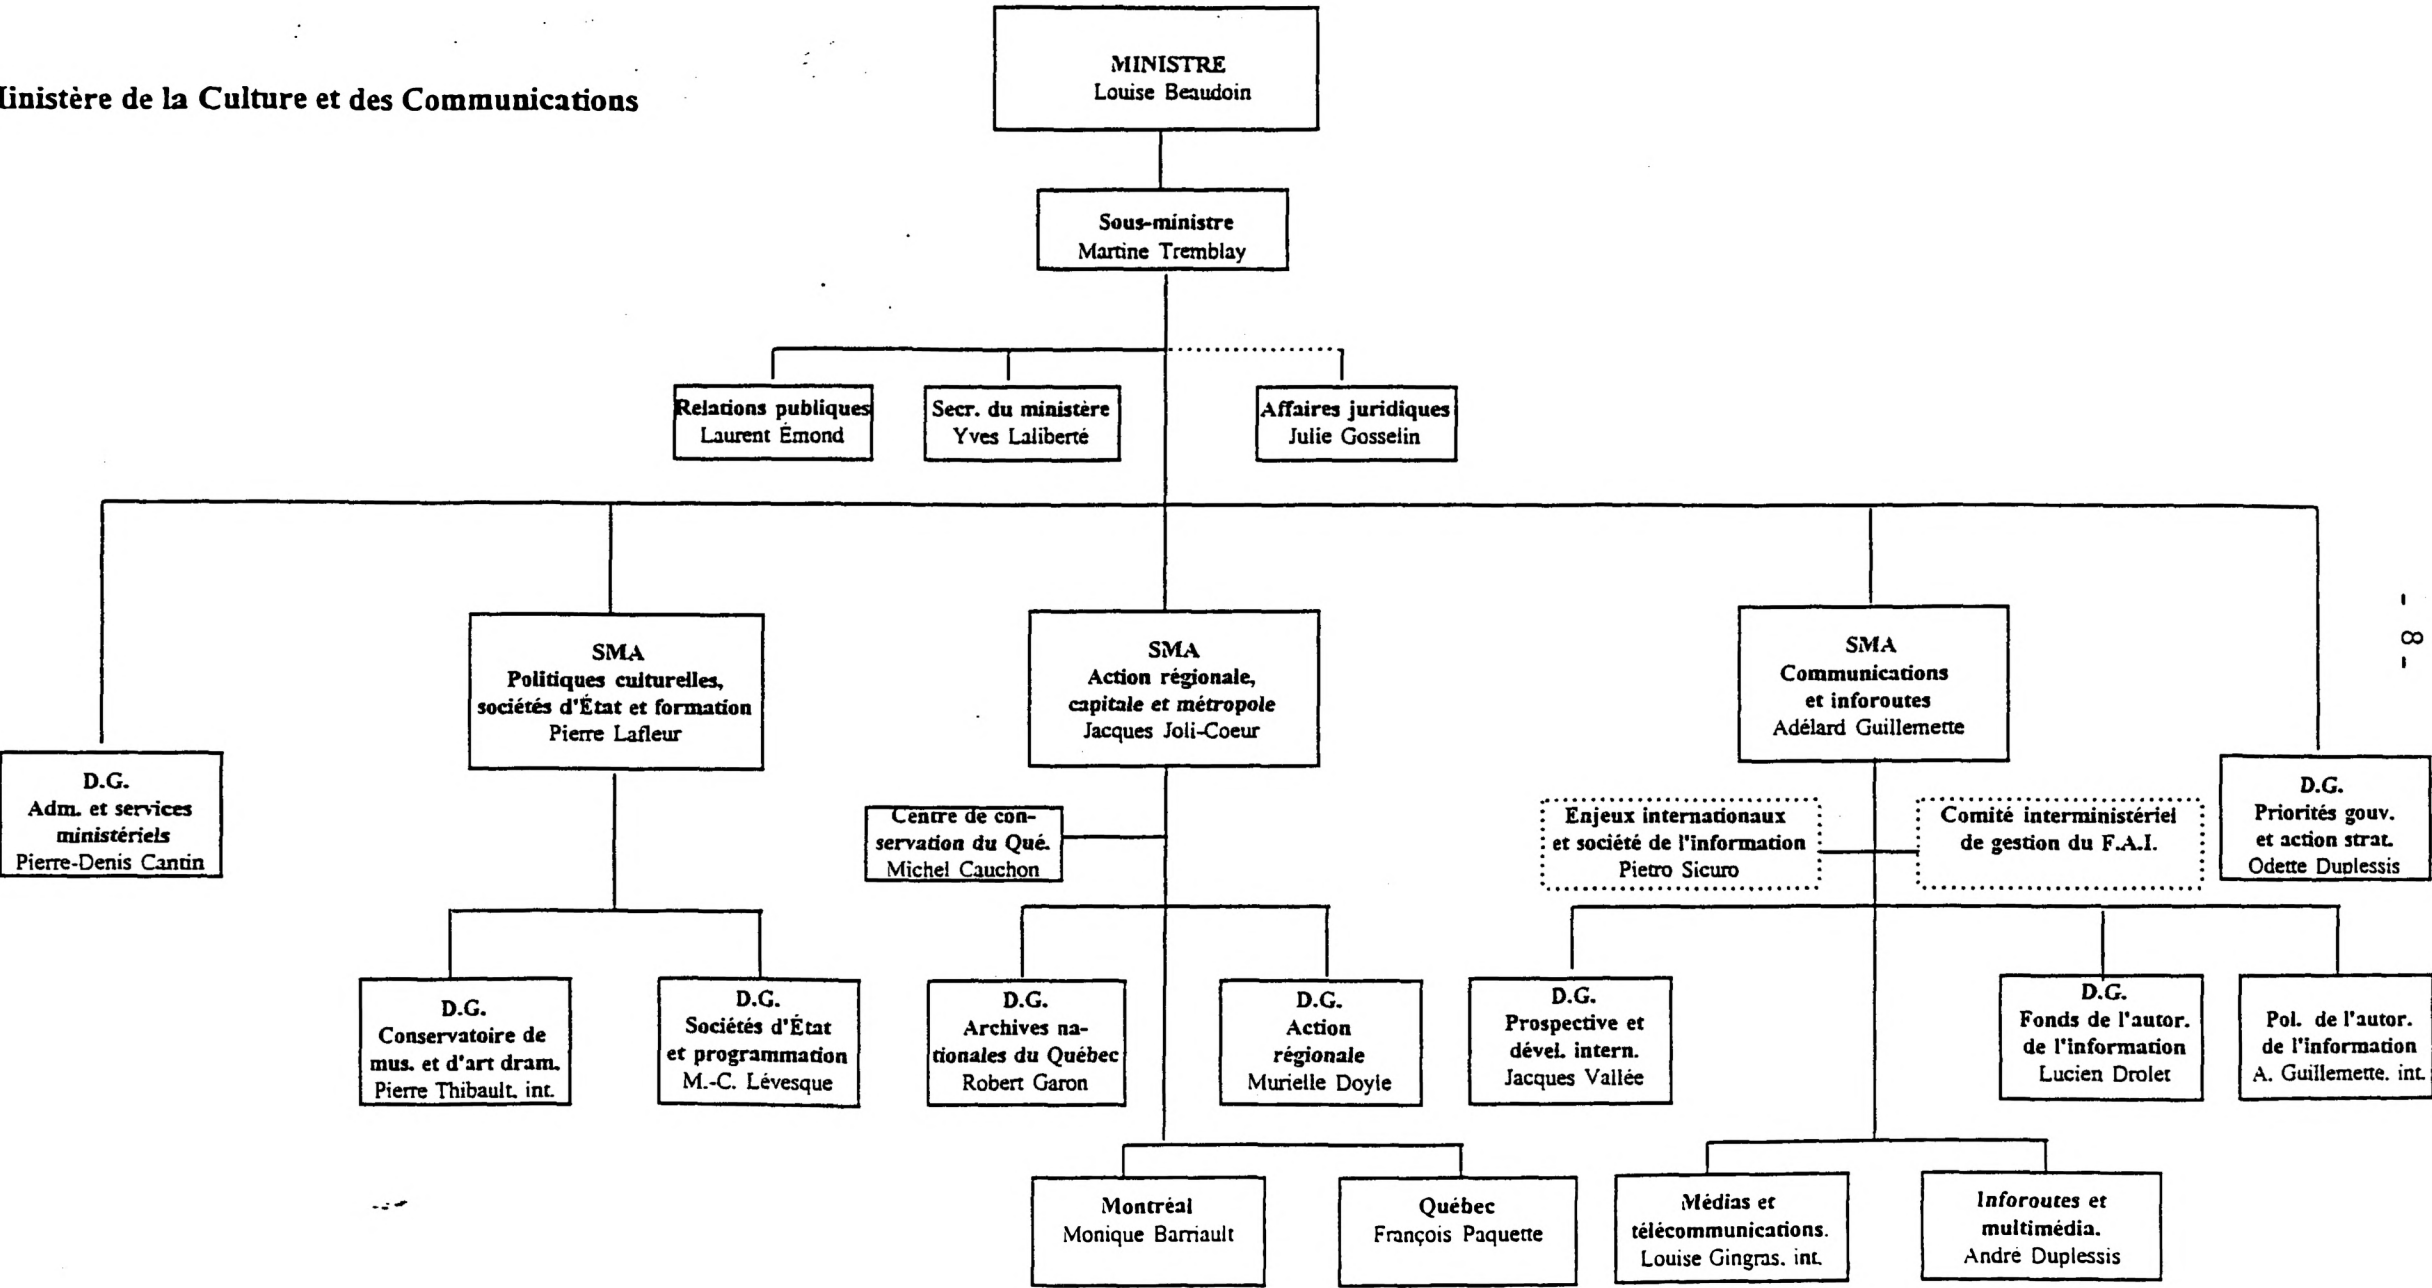 linistère de la Culture et des Communications
MINISTRE
Louise Beaudoin
Sous-ministre
Martine Tremblay
Relations publiques
Laurent Émond
Secr. du ministère
Yves Laliberté
Affaires juridiques
Julie Gosselin
- 8 -
SMA
Politiques culturelles,
sociétés d'État et formation
Pierre Lafleur
SMA
Action régionale,
capitale et métropole
Jacques Joli-Coeur
SMA
Communications
et inforoutes
Adélard Guillemette
D.G.
Adm. et services
ministériels
Pierre-Denis Cantin
Centre de con-
servation du Qué.
Michel Cauchon
Enjeux internationaux
et société de l'information
Pietro Sicuro
Comité interministériel
de gestion du F.A.I.
D.G.
Priorités gouv.
et action strat.
Odette Duplessis
D.G.
Conservatoire de
mus. et d'art dram.
Pierre Thibault. int.
D.G.
Sociétés d'État
et programmation
M.-C. Lévesque
D.G.
Archives na-
tionales du Québec
Robert Garon
D.G.
Action
régionale
Murielle Doyle
D.G.
Prospective et
dével. intern.
Jacques Vallée
D.G.
Fonds de l'autor.
de l'information
Lucien Drolet
Pol. de l'autor.
de l'information
A. Guillemette. int.
Montréal
Monique Barriault
Québec
François Paquette
Médias et
télécommunications.
Louise Gingras. int.
Inforoutes et
multimédia.
André Duplessis